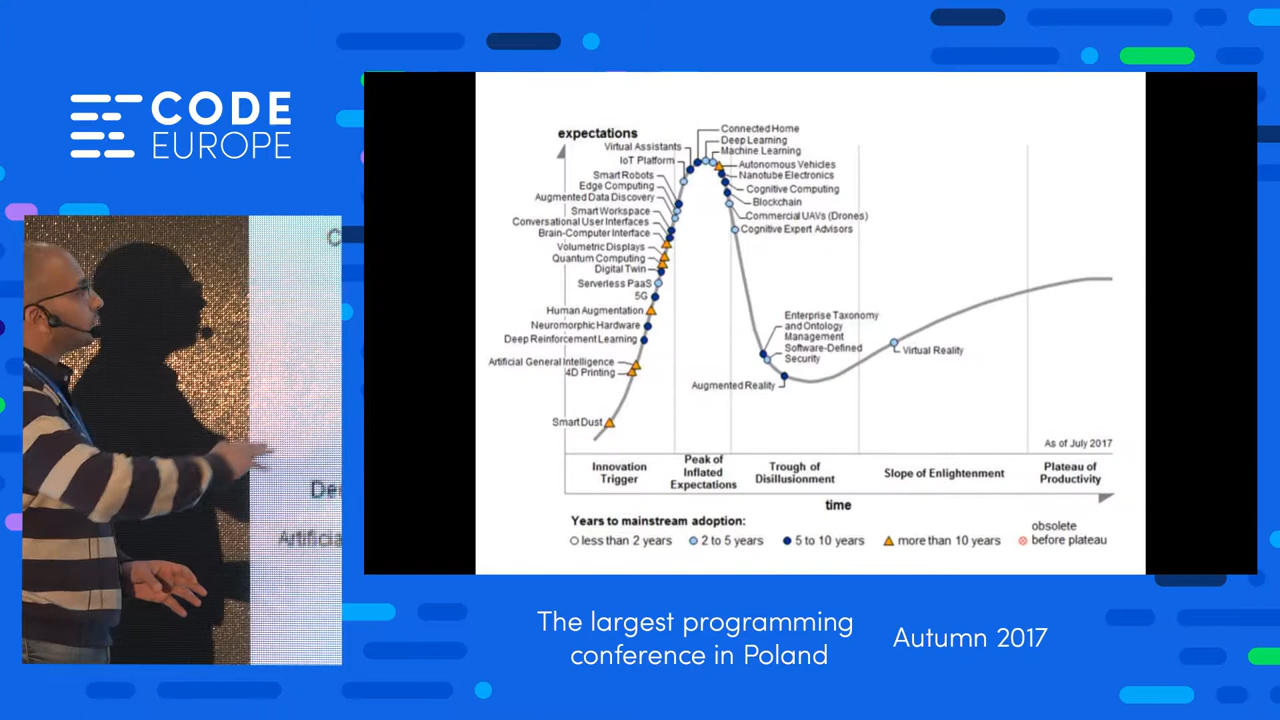 CODE
EUROPE
expectations
Connected Home
Deep Learning
Machine Learning
Autonomous Vehicles
Nanotube Electronics
Cognitive Computing
Blockchain
Commercial UAVs (Drones)
Cognitive Expert Advisors
Virtual Assistants
IoT Platform
Smart Robots
Edge Computing
Augmented Data Discovery
Smart Workspace
Conversational User Interfaces
Brain-Computer Interface
Volumetric Displays
Quantum Computing
Digital Twin
Serverless PaaS
5G
Human Augmentation
Neuromorphic Hardware
Deep Reinforcement Learning
Artificial General Intelligence
4D Printing
Smart Dust
Enterprise Taxonomy
and Ontology
Management
Software-Defined
Security
Augmented Reality
Virtual Reality
As of July 2017
Innovation
Trigger
Peak of
Inflated
Expectations
Trough of
Disillusionment
Slope of Enlightenment
Plateau of
Productivity
time
Years to mainstream adoption:
less than 2 years
2 to 5 years
5 to 10 years
more than 10 years
obsolete
before plateau
The largest programming
conference in Poland
Autumn 2017